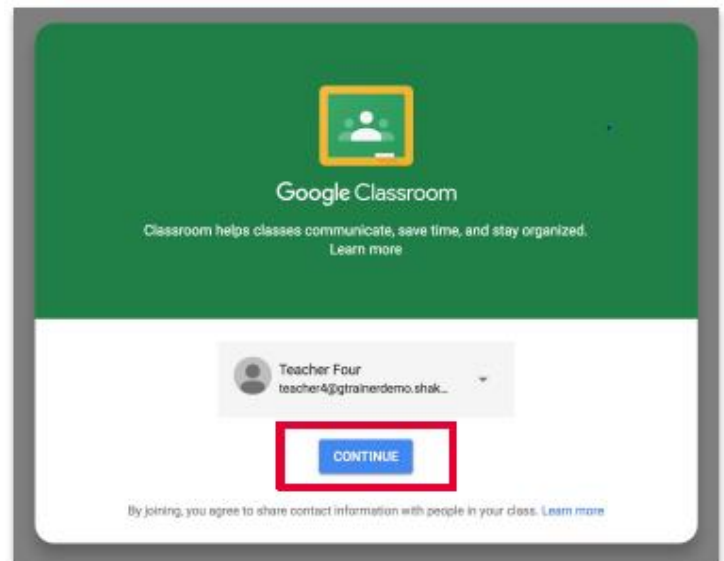 Google Classroom
Classroom helps classes communicate, save time, and stay organized.
Learn more
Teacher Four
teacher4@gtrainerdemo.shak...
CONTINUE
By joining, you agree to share contact information with people in your class. Learn more